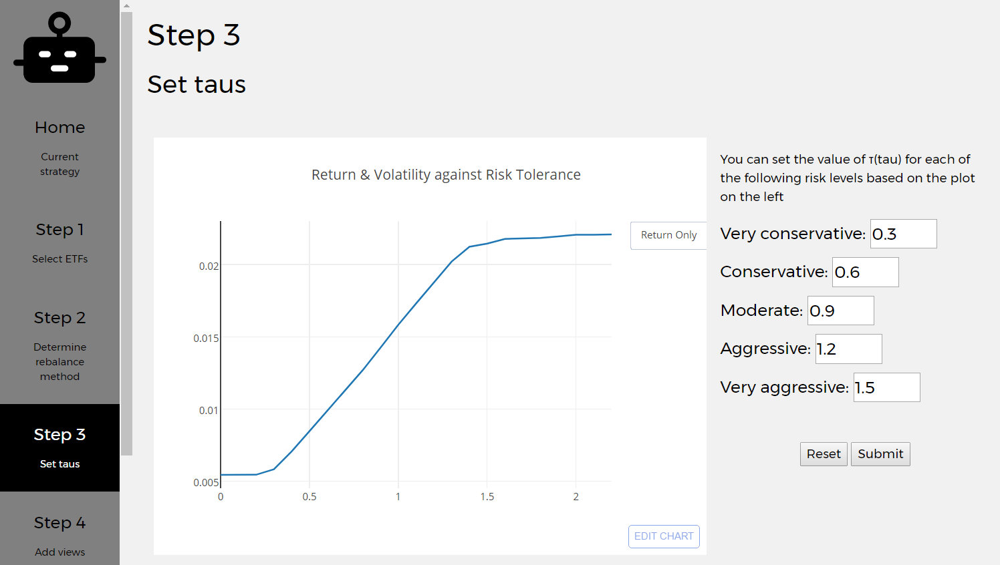 Home
Current
strategy
Step 1
Select ETFs
Step 2
Determine
rebalance
method
Step 3
Set taus
Step 4
Add views
Step 3
Set taus
Return & Volatility against Risk Tolerance
Return Only
0.02
0.015
0.01
0.005
0 0.5 1 1.5 2
EDIT CHART
You can set the value of τ(tau) for each of
the following risk levels based on the plot
on the left
Very conservative: 0.3
Conservative: 0.6
Moderate: 0.9
Aggressive: 1.2
Very aggressive: 1.5
Reset Submit